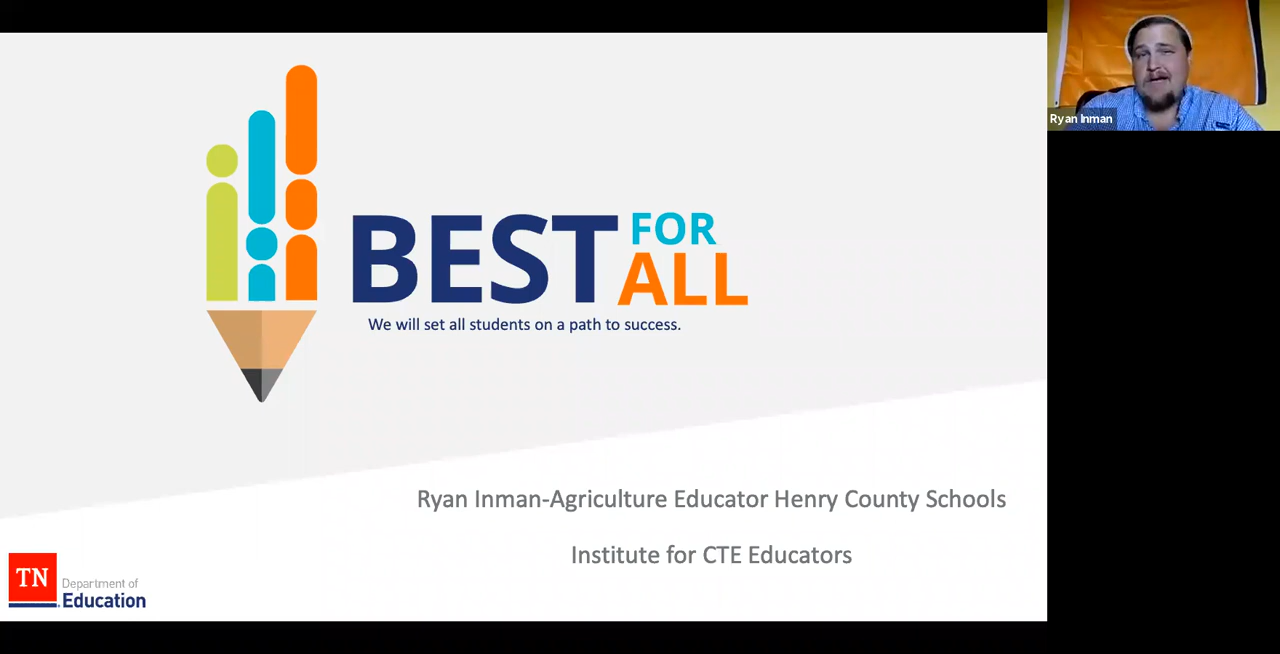 BEST FOR ALL
We will set all students on a path to success.
Ryan Inman-Agriculture Educator Henry County Schools
Institute for CTE Educators
TN
Department of
Education
Ryan Inman